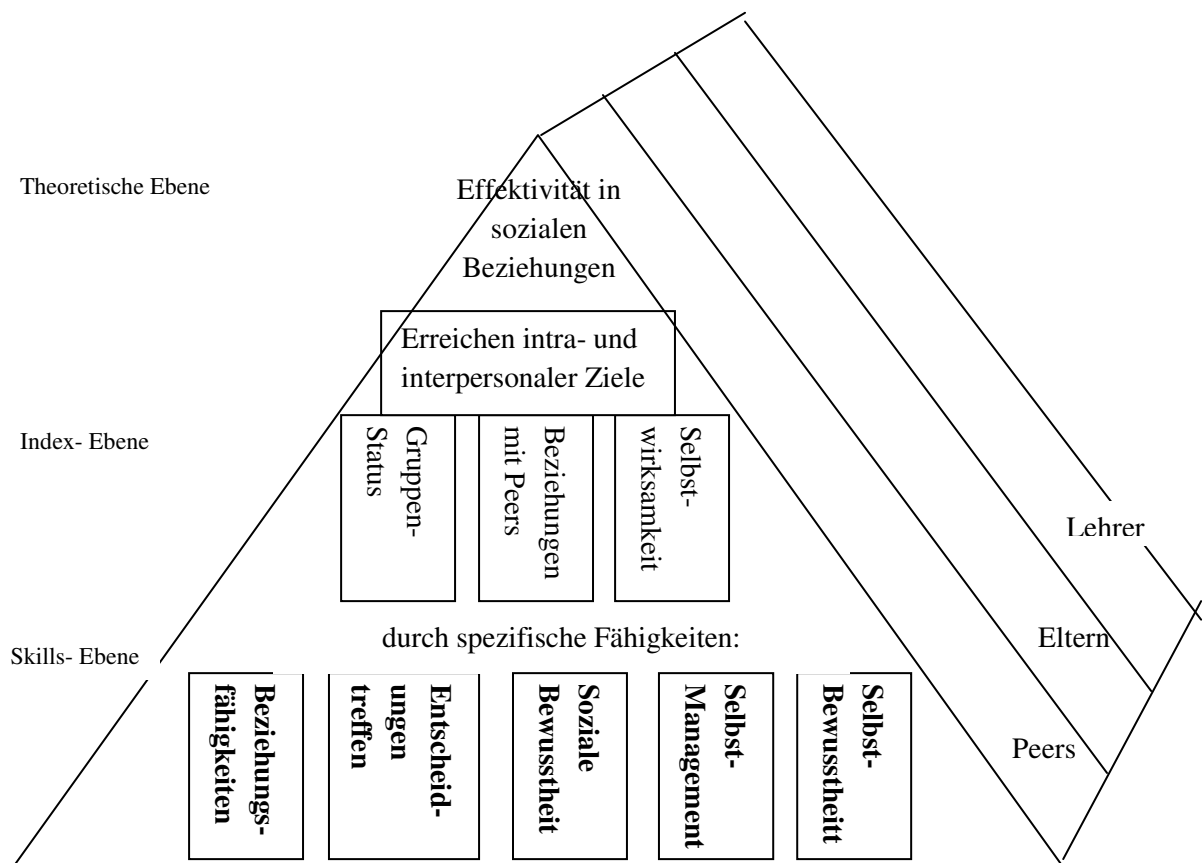 Theoretische Ebene
Effektivität in
sozialen
Beziehungen
Erreichen intra- und
interpersonaler Ziele
Index- Ebene
Gruppen-
Status
Beziehungen
mit Peers
Selbst-
wirksamkeit
Lehrer
durch spezifische Fähigkeiten:
Eltern
Skills- Ebene
Beziehungs-
fähigkeiten
Entscheid-
ungen
treffen
Soziale
Bewusstheit
Selbst-
Management
Selbst-
Bewusstheitt
Peers